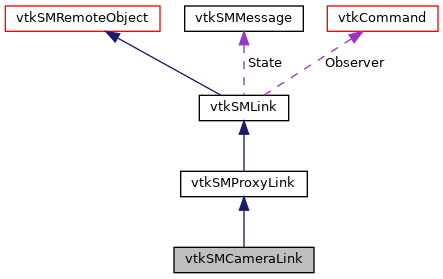 vtkSMRemoteObject
vtkSMMessage
vtkCommand
State
Observer
vtkSMLink
vtkSMProxyLink
vtkSMCameraLink